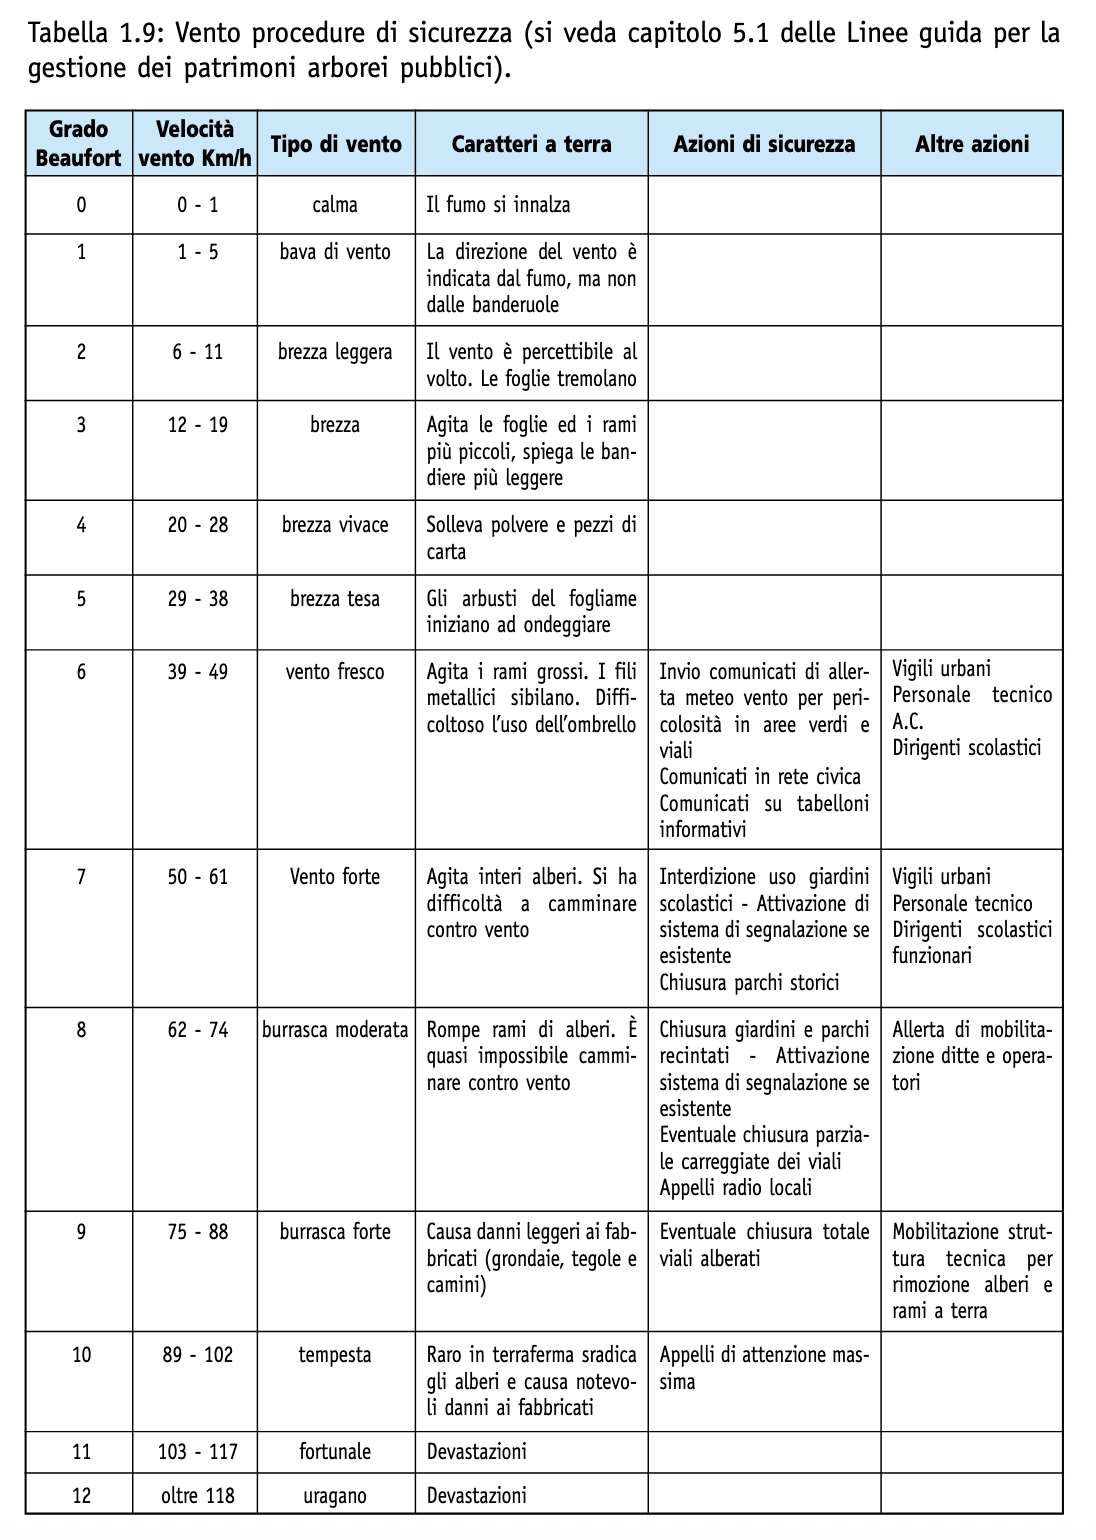 Tabella 1.9: Vento procedure di sicurezza (si veda capitolo 5.1 delle Linee guida per la
gestione dei patrimoni arborei pubblici).
Grado
Beaufort
Velocità
vento Km/h
Tipo di vento
Caratteri a terra
Azioni di sicurezza
Altre azioni
0
0 - 1
calma
Il fumo si innalza
1
1 - 5
bava di vento
La direzione del vento è
indicata dal fumo, ma non
dalle banderuole
2
6 - 11
brezza leggera
Il vento è percettibile al
volto. Le foglie tremolano
3
12 - 19
brezza
Agita le foglie ed i rami
più piccoli, spiega le ban-
diere più leggere
4
20 - 28
brezza vivace
Solleva polvere e pezzi di
carta
5
29 - 38
brezza tesa
Gli arbusti del fogliame
iniziano ad ondeggiare
6
39 - 49
vento fresco
Agita i rami grossi. I fili
metallici sibilano. Diffi-
coltoso l'uso dell'ombrello
Invio comunicati di aller-
ta meteo vento per peri-
colosità in aree verdi e
viali
Comunicati in rete civica
Comunicati su tabelloni
informativi
Vigili urbani
Personale tecnico
A.C.
Dirigenti scolastici
7
50 - 61
Vento forte
Agita interi alberi. Si ha
difficoltà a camminare
contro vento
Interdizione uso giardini
scolastici - Attivazione di
sistema di segnalazione se
esistente
Chiusura parchi storici
Vigili urbani
Personale tecnico
Dirigenti scolastici
funzionari
8
62 - 74
burrasca moderata
Rompe rami di alberi. È
quasi impossibile cammi-
nare contro vento
Chiusura giardini e parchi
recintati - Attivazione
sistema di segnalazione se
esistente
Eventuale chiusura parzia-
le carreggiate dei viali
Appelli radio locali
Allerta di mobilita-
zione ditte e opera-
tori
9
75 - 88
burrasca forte
Causa danni leggeri ai fab-
bricati (grondaie, tegole e
camini)
Eventuale chiusura totale
viali alberati
Mobilitazione strut-
tura tecnica per
rimozione alberi e
rami a terra
10
89 - 102
tempesta
Raro in terraferma sradica
gli alberi e causa notevo-
li danni ai fabbricati
Appelli di attenzione mas-
sima
11
103 - 117
fortunale
Devastazioni
12
oltre 118
uragano
Devastazioni